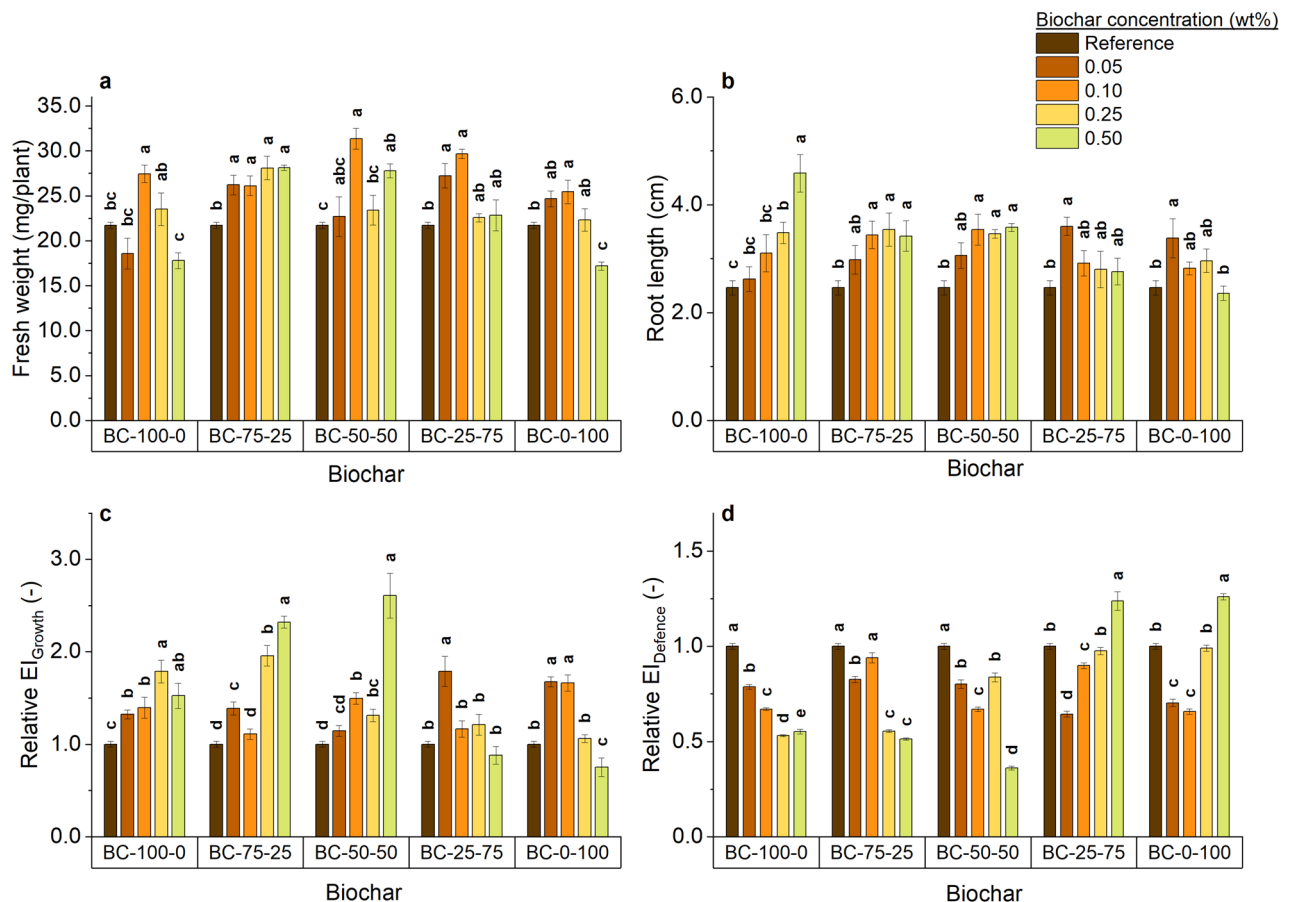 Biochar concentration (wt%)
Reference
0.05
0.10
0.25
0.50
a
Fresh weight (mg/plant)
35.0
30.0
25.0
20.0
15.0
10.0
5.0
0.0
bc bc a ab c
b a a a a
c abc a bc ab
b a a ab ab
b ab a ab c
BC-100-0 BC-75-25 BC-50-50 BC-25-75 BC-0-100
Biochar
b
Root length (cm)
6.0
4.0
2.0
0.0
c c bc b a
b ab a a a
b ab a a a
b a ab ab ab
b a ab ab b
BC-100-0 BC-75-25 BC-50-50 BC-25-75 BC-0-100
Biochar
c
Relative EIGrowth (-)
3.0
2.0
1.0
0.0
c b b a ab
d c d b a
d cd b bc a
b a b b b
b a a b c
BC-100-0 BC-75-25 BC-50-50 BC-25-75 BC-0-100
Biochar
d
Relative EIDefence (-)
1.5
1.0
0.5
0.0
a b c d e
a b a c c
a b c b d
b d c b a
b c c b a
BC-100-0 BC-75-25 BC-50-50 BC-25-75 BC-0-100
Biochar